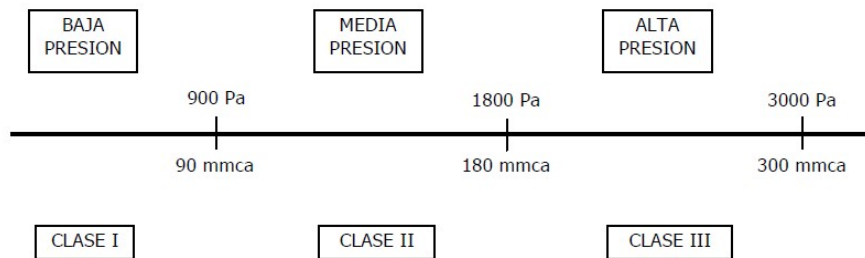 BAJA
PRESION
MEDIA
PRESION
ALTA
PRESION
900 Pa
1800 Pa
3000 Pa
90 mmca
180 mmca
300 mmca
CLASE I
CLASE II
CLASE III